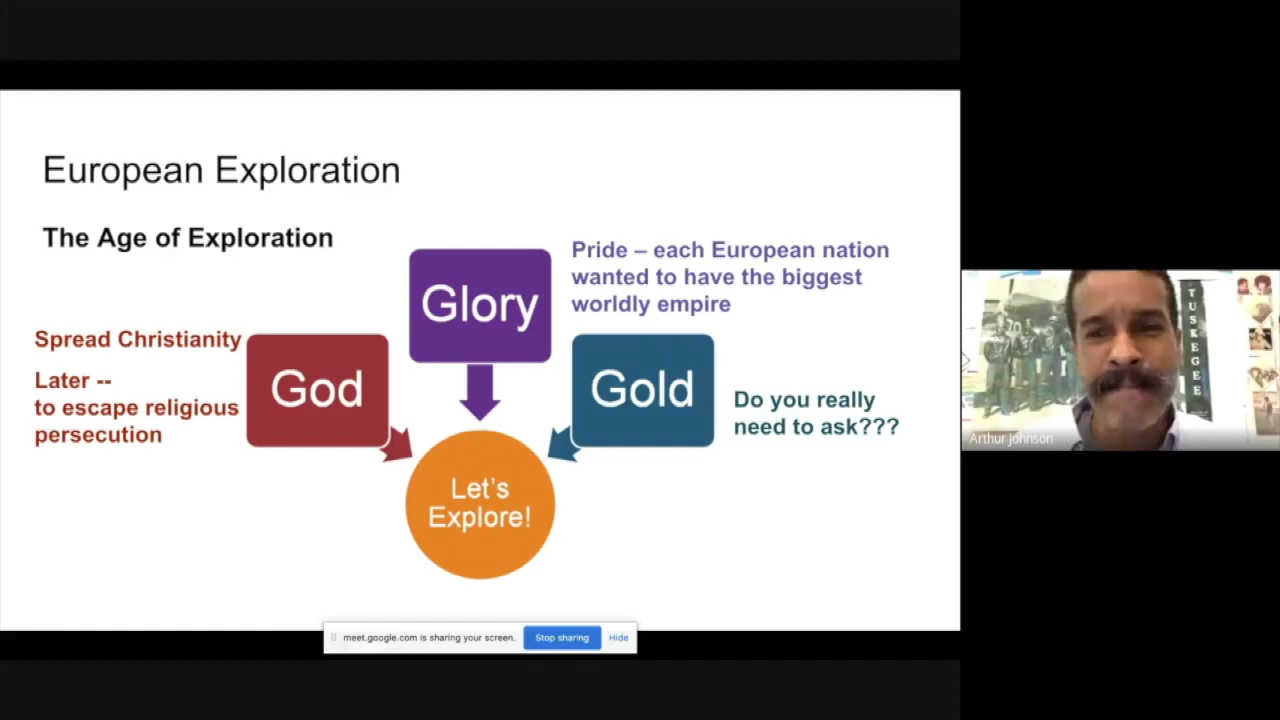 European Exploration
The Age of Exploration
Glory
Pride – each European nation
wanted to have the biggest
worldly empire
Spread Christianity
Later --
to escape religious
persecution
God
Gold
Do you really
need to ask???
Let's
Explore!
meet.google.com is sharing your screen.
Stop sharing
Hide
TUSKEGEE
Arthur Johnson